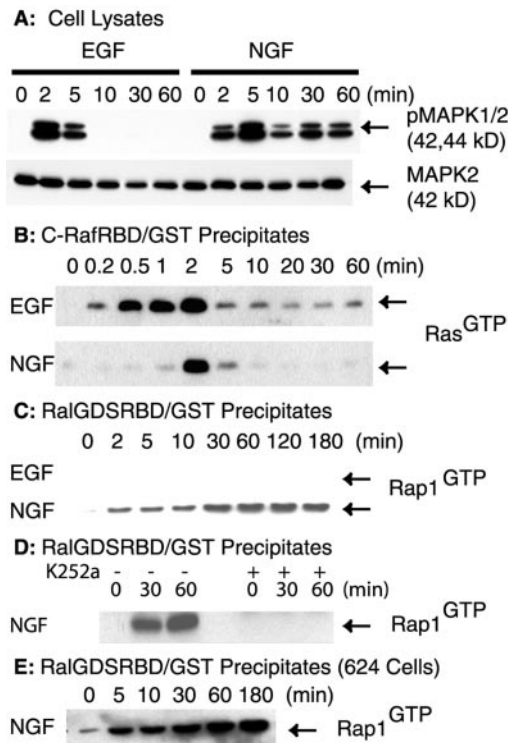 A: Cell Lysates
EGF NGF
0 2 5 10 30 60 0 2 5 10 30 60 (min)
pMAPK1/2
(42,44 kD)
MAPK2
(42 kD)
B: C-RafRBD/GST Precipitates
0 0.2 0.5 1 2 5 10 20 30 60 (min)
EGF
Ras GTP
NGF
C: RalGDSRBD/GST Precipitates
0 2 5 10 30 60 120 180 (min)
EGF
Rap1 GTP
NGF
D: RalGDSRBD/GST Precipitates
K252a - - - + + +
0 30 60 0 30 60 (min)
NGF Rap1 GTP
E: RalGDSRBD/GST Precipitates (624 Cells)
0 5 10 30 60 180 (min)
NGF Rap1 GTP